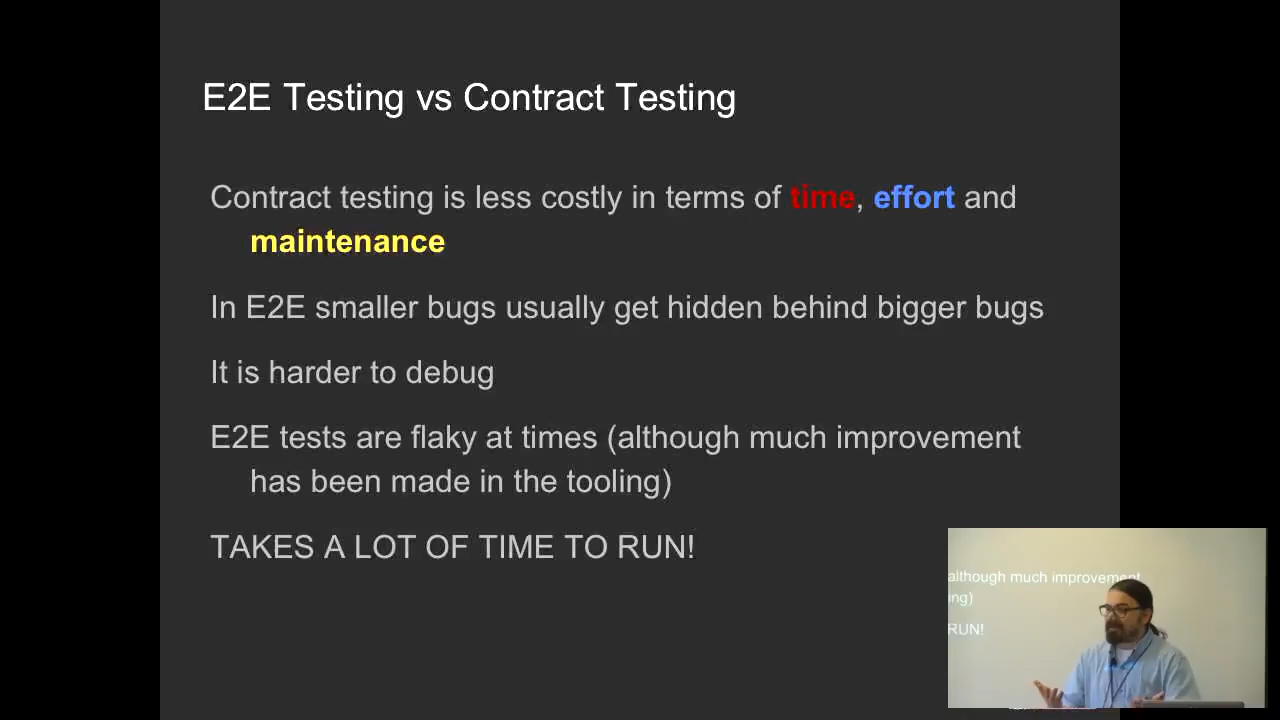 E2E Testing vs Contract Testing
Contract testing is less costly in terms of time, effort and
maintenance
In E2E smaller bugs usually get hidden behind bigger bugs
It is harder to debug
E2E tests are flaky at times (although much improvement
has been made in the tooling)
TAKES A LOT OF TIME TO RUN!
although much improvement
ing)
RUN!